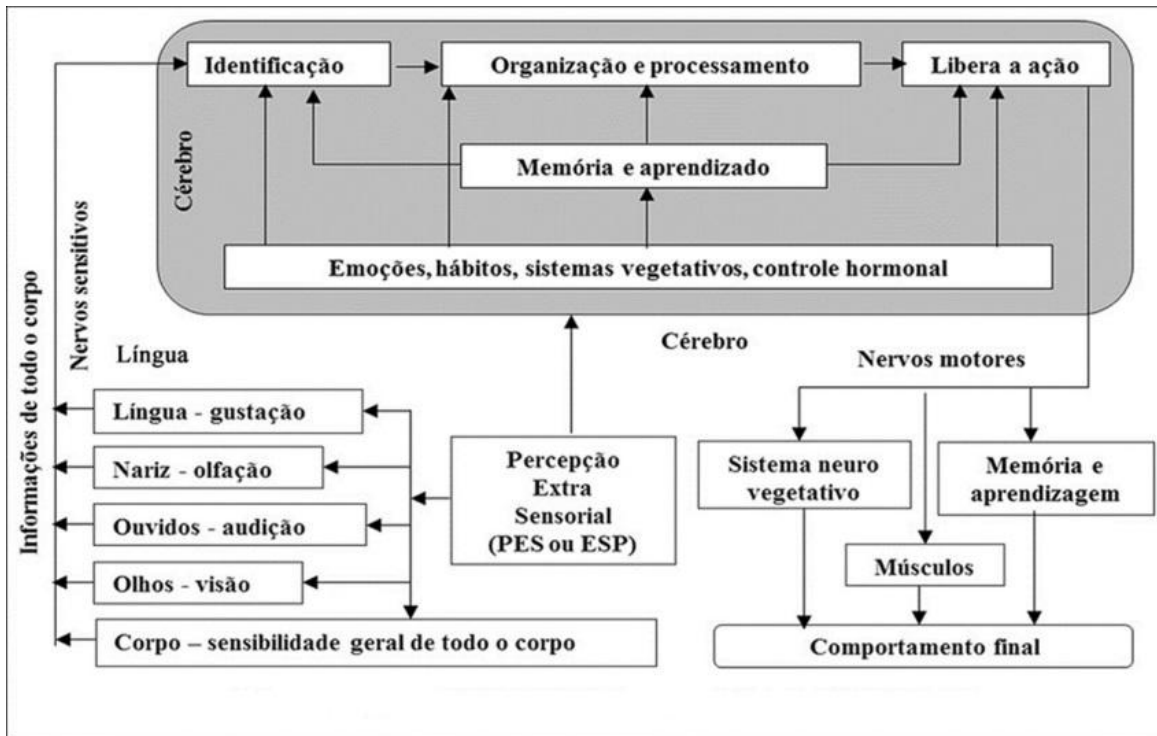 Identificação
Organização e processamento
Libera a ação
Memória e aprendizado
Cérebro
Emoções, hábitos, sistemas vegetativos, controle hormonal
Cérebro
Nervos sensitivos
Informações de todo o corpo
Língua
Língua - gustação
Nariz - olfação
Ouvidos - audição
Olhos - visão
Corpo – sensibilidade geral de todo o corpo
Percepção
Extra
Sensorial
(PES ou ESP)
Nervos motores
Sistema neuro
vegetativo
Memória e
aprendizagem
Músculos
Comportamento final